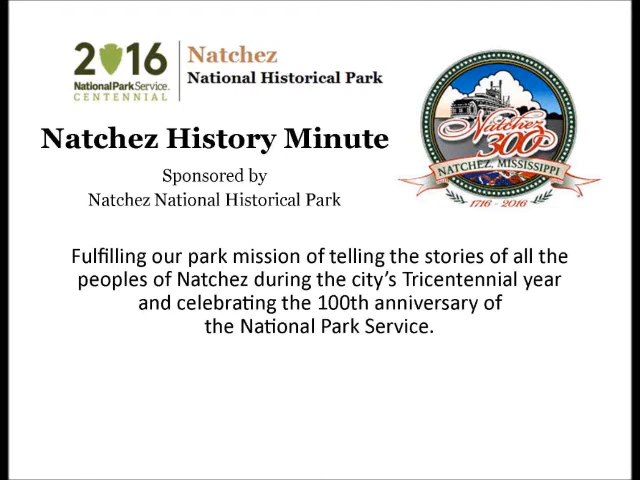 2016
National Park Service
CENTENNIAL
Natchez
National Historical Park
Natchez History Minute
Sponsored by
Natchez National Historical Park
Natchez
300
NATCHEZ, MISSISSIPPI
1716 - 2016
Fulfilling our park mission of telling the stories of all the
peoples of Natchez during the city's Tricentennial year
and celebrating the 100th anniversary of
the National Park Service.